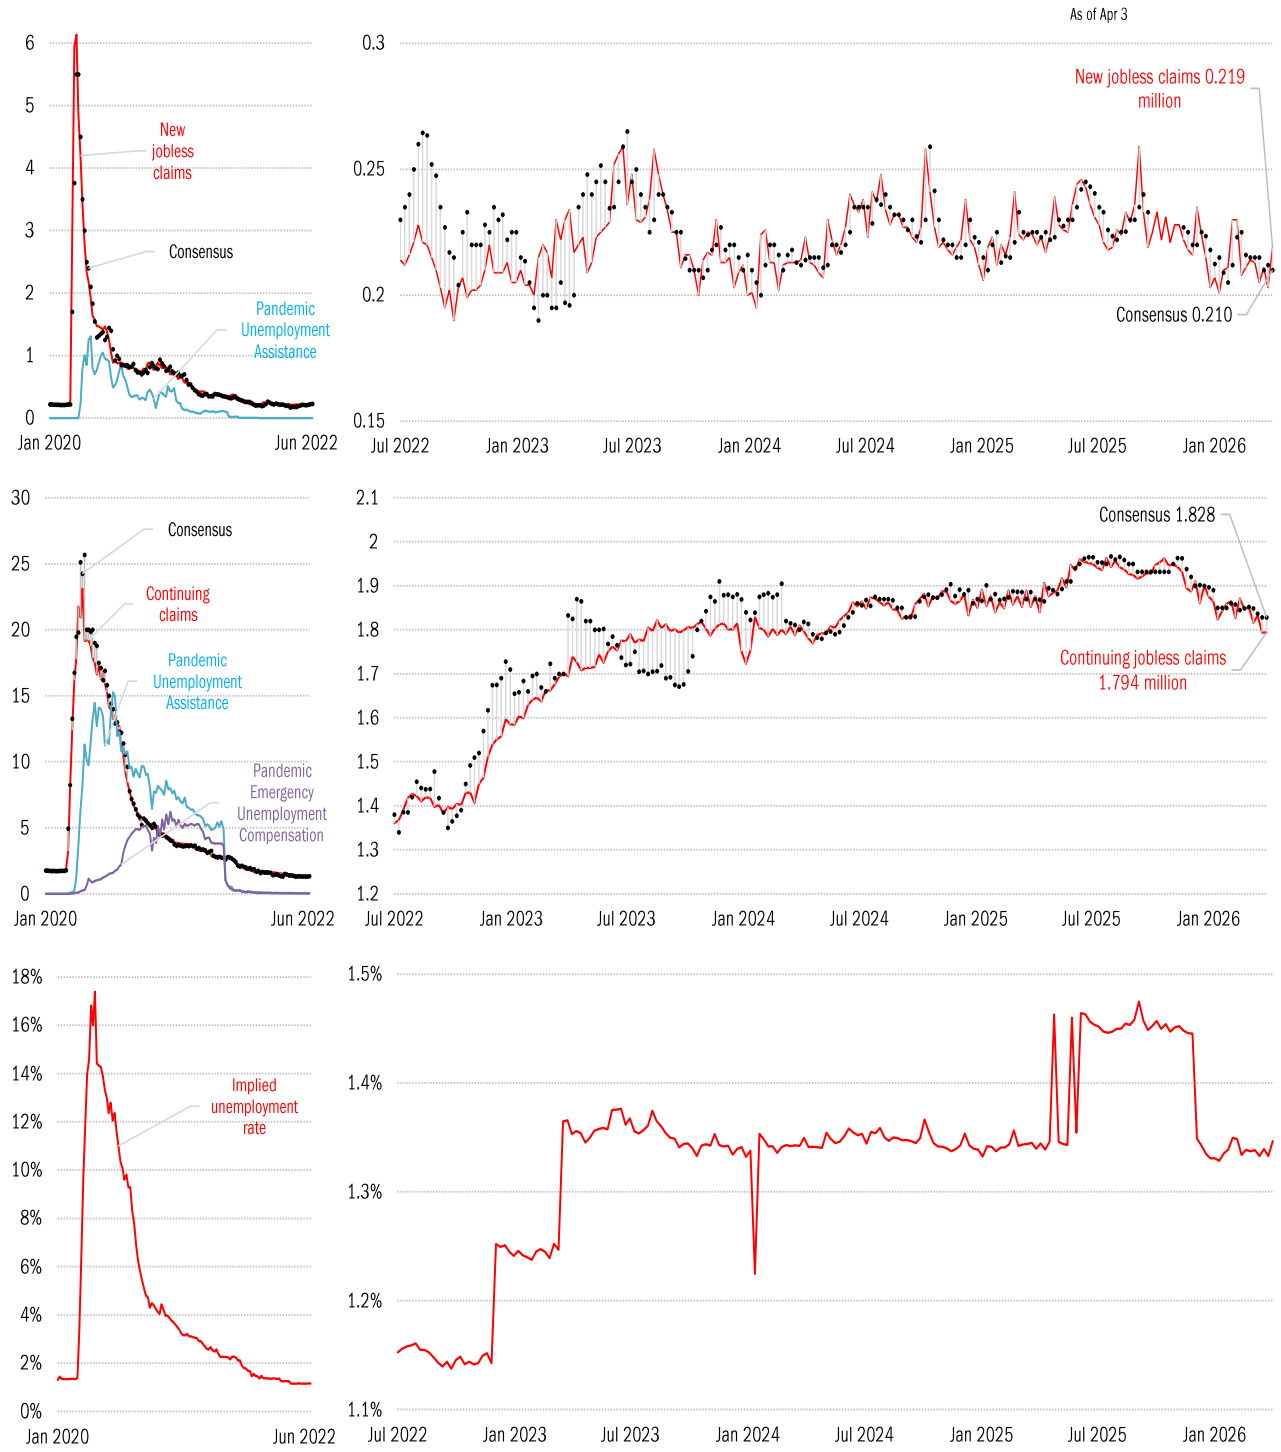 As of Apr 3
6
5
4
3
2
1
0
Jan 2020
Jun 2022
New
jobless
claims
Consensus
Pandemic
Unemployment
Assistance
0.3
0.25
0.2
0.15
Jul 2022
Jan 2023
Jul 2023
Jan 2024
Jul 2024
Jan 2025
Jul 2025
Jan 2026
New jobless claims 0.219
million
Consensus 0.210
30
25
20
15
10
5
0
Jan 2020
Jun 2022
Consensus
Continuing
claims
Pandemic
Unemployment
Assistance
Pandemic
Emergency
Unemployment
Compensation
2.1
2
1.9
1.8
1.7
1.6
1.5
1.4
1.3
1.2
Jul 2022
Jan 2023
Jul 2023
Jan 2024
Jul 2024
Jan 2025
Jul 2025
Jan 2026
Consensus 1.828
Continuing jobless claims
1.794 million
18%
16%
14%
12%
10%
8%
6%
4%
2%
0%
Jan 2020
Jun 2022
Implied
unemployment
rate
1.5%
1.4%
1.3%
1.2%
1.1%
Jul 2022
Jan 2023
Jul 2023
Jan 2024
Jul 2024
Jan 2025
Jul 2025
Jan 2026